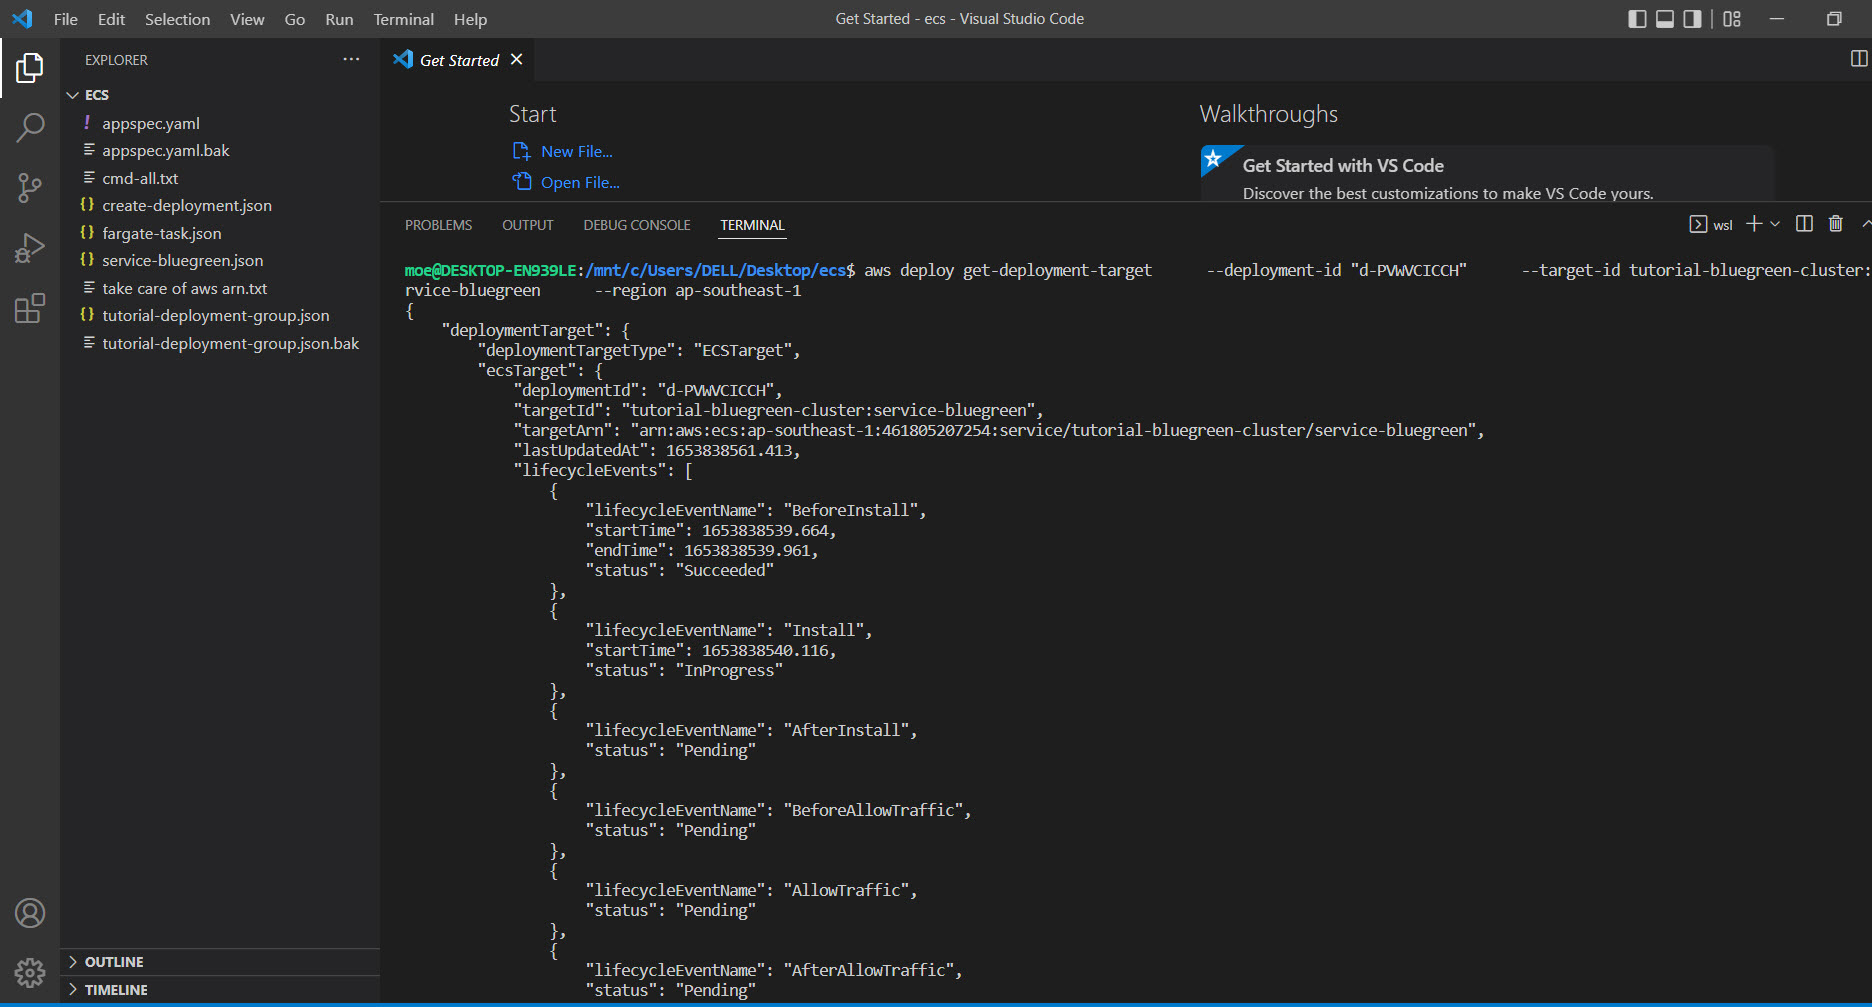 File Edit Selection View Go Run Terminal Help
Get Started - ecs - Visual Studio Code
EXPLORER
ECS
! appspec.yaml
appspec.yaml.bak
cmd-all.txt
{} create-deployment.json
{} fargate-task.json
{} service-bluegreen.json
take care of aws arn.txt
{} tutorial-deployment-group.json
tutorial-deployment-group.json.bak
OUTLINE
TIMELINE
Get Started
Start
New File...
Open File...
Walkthroughs
Get Started with VS Code
Discover the best customizations to make VS Code yours.
PROBLEMS OUTPUT DEBUG CONSOLE TERMINAL
wsl
moe@DESKTOP-EN939LE:/mnt/c/Users/DELL/Desktop/ecs$ aws deploy get-deployment-target      --deployment-id "d-PVWVCICCH"      --target-id tutorial-bluegreen-cluster:
rvice-bluegreen      --region ap-southeast-1
{
    "deploymentTarget": {
        "deploymentTargetType": "ECSTarget",
        "ecsTarget": {
            "deploymentId": "d-PVWVCICCH",
            "targetId": "tutorial-bluegreen-cluster:service-bluegreen",
            "targetArn": "arn:aws:ecs:ap-southeast-1:461805207254:service/tutorial-bluegreen-cluster/service-bluegreen",
            "lastUpdatedAt": 1653838561.413,
            "lifecycleEvents": [
                {
                    "lifecycleEventName": "BeforeInstall",
                    "startTime": 1653838539.664,
                    "endTime": 1653838539.961,
                    "status": "Succeeded"
                },
                {
                    "lifecycleEventName": "Install",
                    "startTime": 1653838540.116,
                    "status": "InProgress"
                },
                {
                    "lifecycleEventName": "AfterInstall",
                    "status": "Pending"
                },
                {
                    "lifecycleEventName": "BeforeAllowTraffic",
                    "status": "Pending"
                },
                {
                    "lifecycleEventName": "AllowTraffic",
                    "status": "Pending"
                },
                {
                    "lifecycleEventName": "AfterAllowTraffic",
                    "status": "Pending"